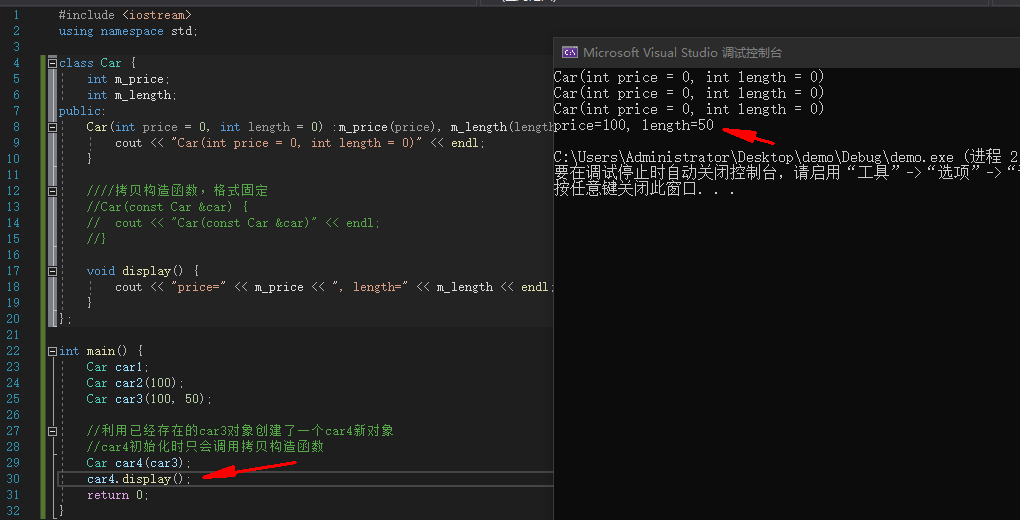 #include <iostream>
using namespace std;
class Car {
int m_price;
int m_length;
public:
Car(int price = 0, int length = 0) :m_price(price), m_length(length
cout << "Car(int price = 0, int length = 0)" << endl;
}
////拷贝构造函数，格式固定
//Car(const Car &car) {
// cout << "Car(const Car &car)" << endl;
//}
void display() {
cout << "price=" << m_price << ", length=" << m_length << endl;
}
};
int main() {
Car car1;
Car car2(100);
Car car3(100, 50);
//利用已经存在的car3对象创建了一个car4新对象
//car4初始化时只会调用拷贝构造函数
Car car4(car3);
car4.display();
return 0;
}
1
2
3
4
5
6
7
8
9
10
11
12
13
14
15
16
17
18
19
20
21
22
23
24
25
26
27
28
29
30
31
32
Microsoft Visual Studio 调试控制台
Car(int price = 0, int length = 0)
Car(int price = 0, int length = 0)
Car(int price = 0, int length = 0)
price=100, length=50
C:\Users\Administrator\Desktop\demo\Debug\demo.exe (进程 2
要在调试停止时自动关闭控制台，请启用“工具”->“选项”->“
按任意键关闭此窗口. . .